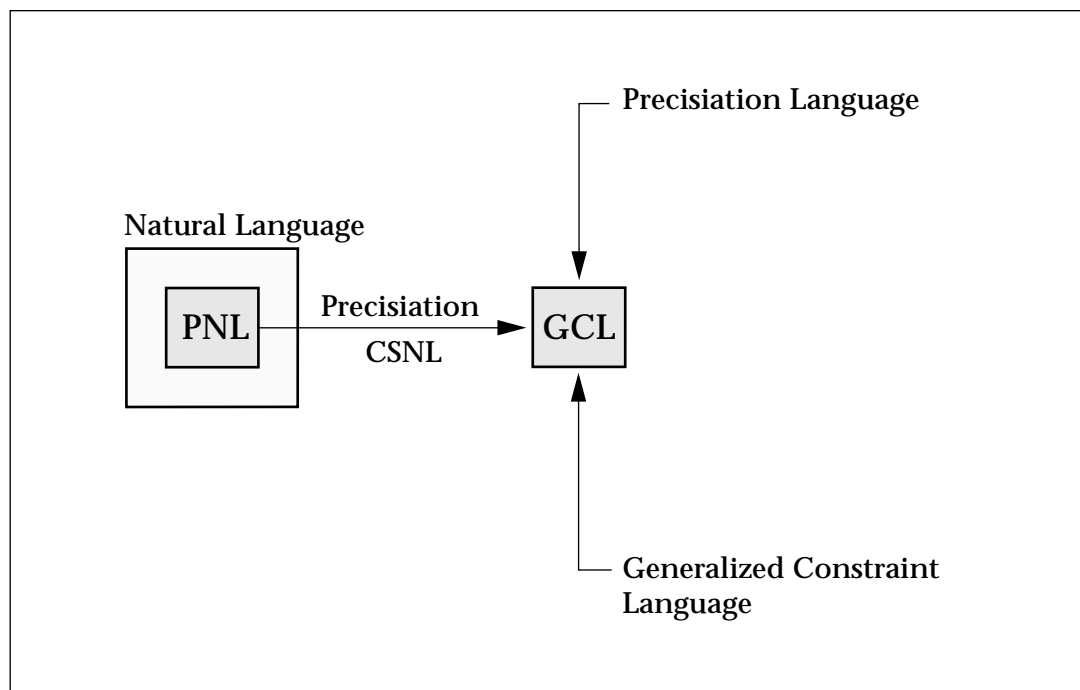 Precisiation Language
Natural Language
PNL
Precisiation
CSNL
GCL
Generalized Constraint
Language